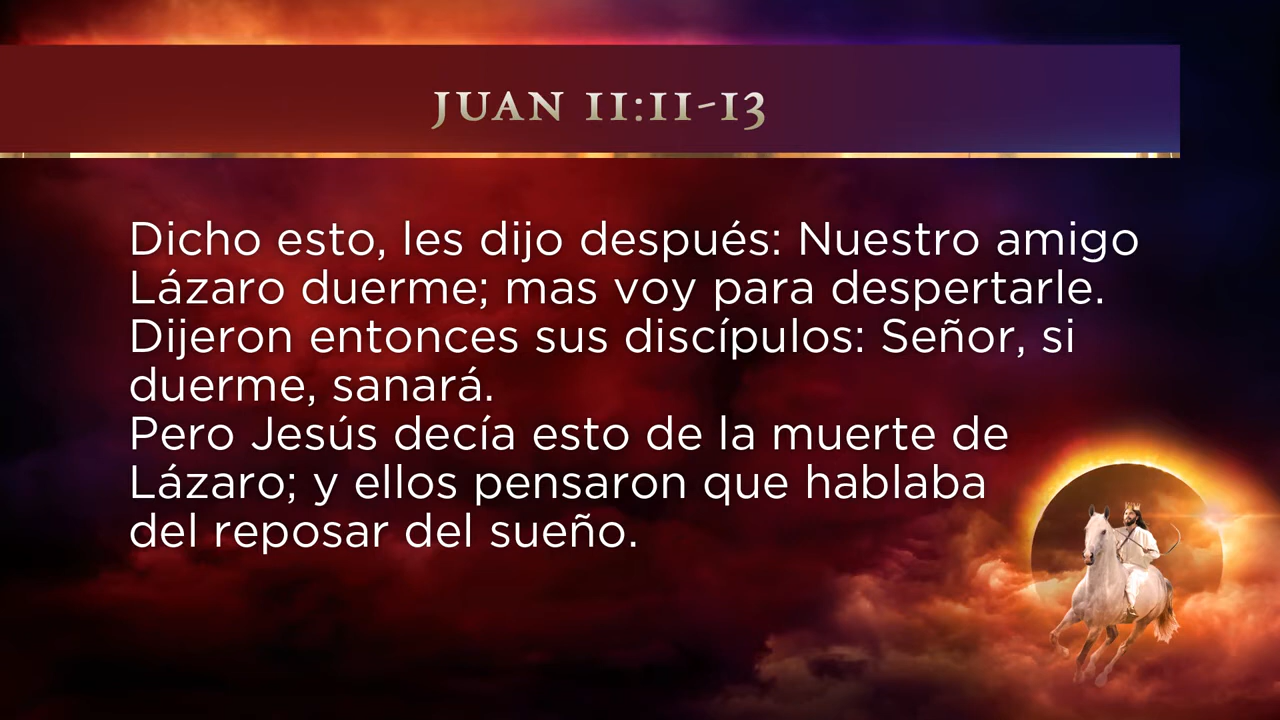 JUAN 11:11-13
Dicho esto, les dijo después: Nuestro amigo
Lázaro duerme; mas voy para despertarle.
Dijeron entonces sus discípulos: Señor, si
duerme, sanará.
Pero Jesús decía esto de la muerte de
Lázaro; y ellos pensaron que hablaba
del reposar del sueño.